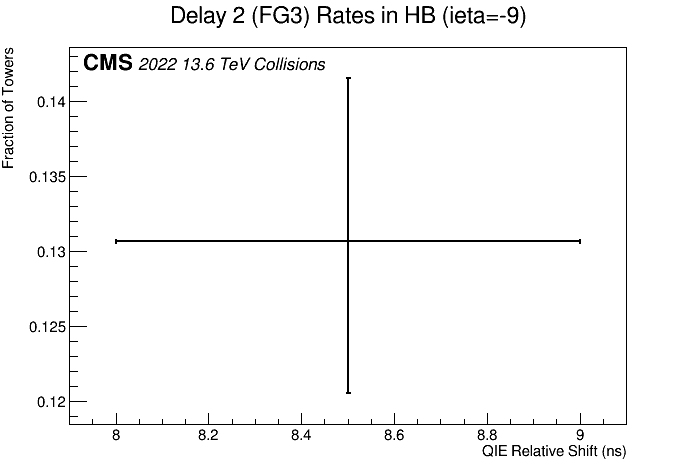 Delay 2 (FG3) Rates in HB (ieta=-9)
Fraction of Towers
CMS 2022 13.6 TeV Collisions
0.14
0.135
0.13
0.125
0.12
8 8.2 8.4 8.6 8.8 9
QIE Relative Shift (ns)